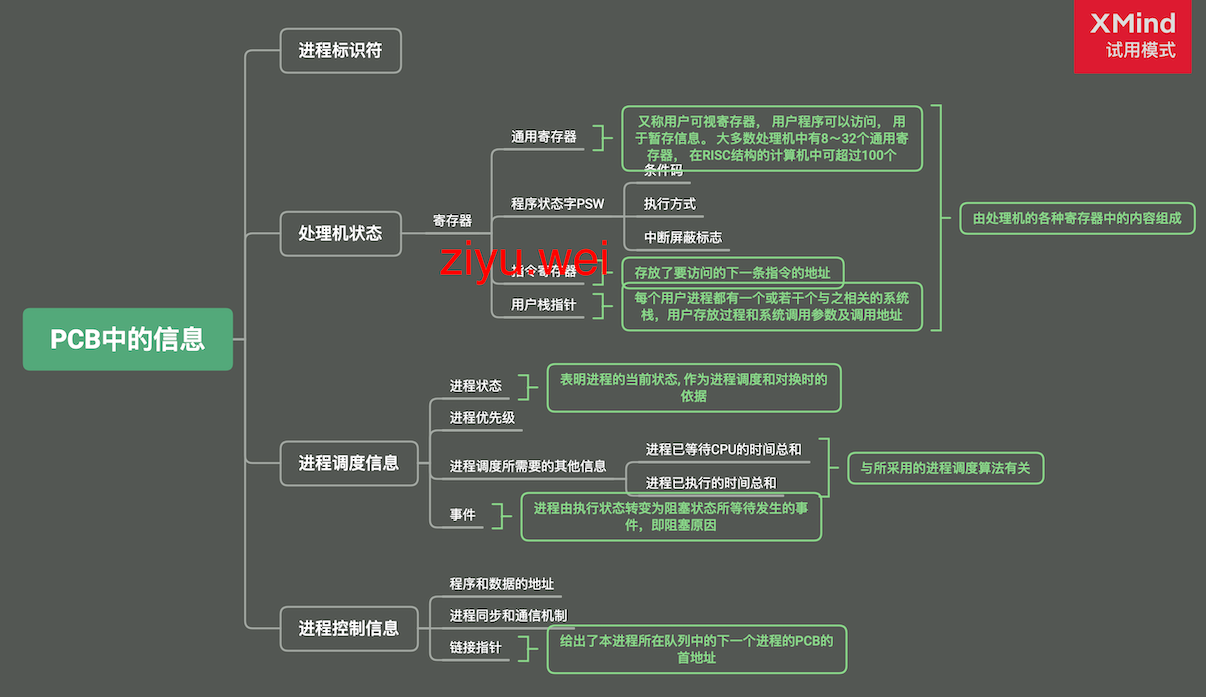 XMind
试用模式
进程标识符
通用寄存器
又称用户可视寄存器， 用户程序可以访问， 用
于暂存信息。 大多数处理机中有8～32个通用寄
存器， 在RISC结构的计算机中可超过100个
条件码
程序状态字PSW
执行方式
中断屏蔽标志
处理机状态
寄存器
由处理机的各种寄存器中的内容组成
ziyu.wei
指令寄存器
存放了要访问的下一条指令的地址
用户栈指针
每个用户进程都有一个或若干个与之相关的系统
栈，用户存放过程和系统调用参数及调用地址
PCB中的信息
进程状态
表明进程的当前状态, 作为进程调度和对换时的
依据
进程优先级
进程调度信息
进程调度所需要的其他信息
进程已等待CPU的时间总和
进程已执行的时间总和
与所采用的进程调度算法有关
事件
进程由执行状态转变为阻塞状态所等待发生的事
件，即阻塞原因
程序和数据的地址
进程控制信息
进程同步和通信机制
链接指针
给出了本进程所在队列中的下一个进程的PCB的
首地址